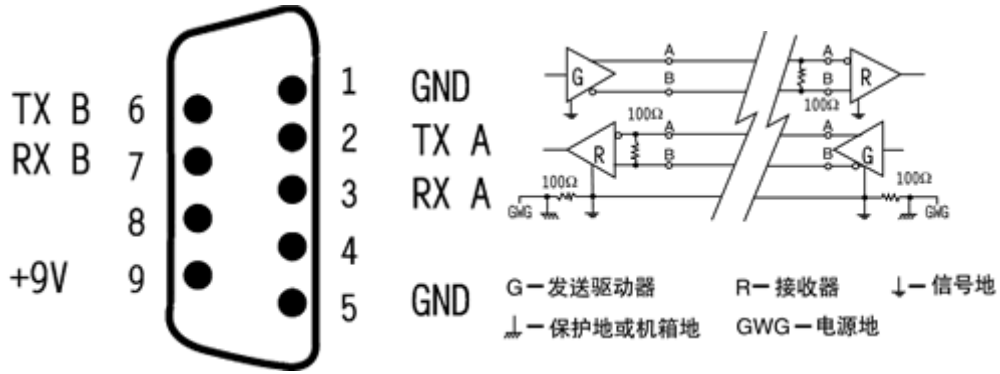 1 GND
TX B 6
2 TX A
RX B 7
3 RX A
8
4
+9V 9
5 GND
A A
G R
B B
100Ω
100Ω
A A
R G
B B
100Ω 100Ω
GWG GWG
G－发送驱动器 R－接收器 －信号地
－保护地或机箱地 GWG－电源地